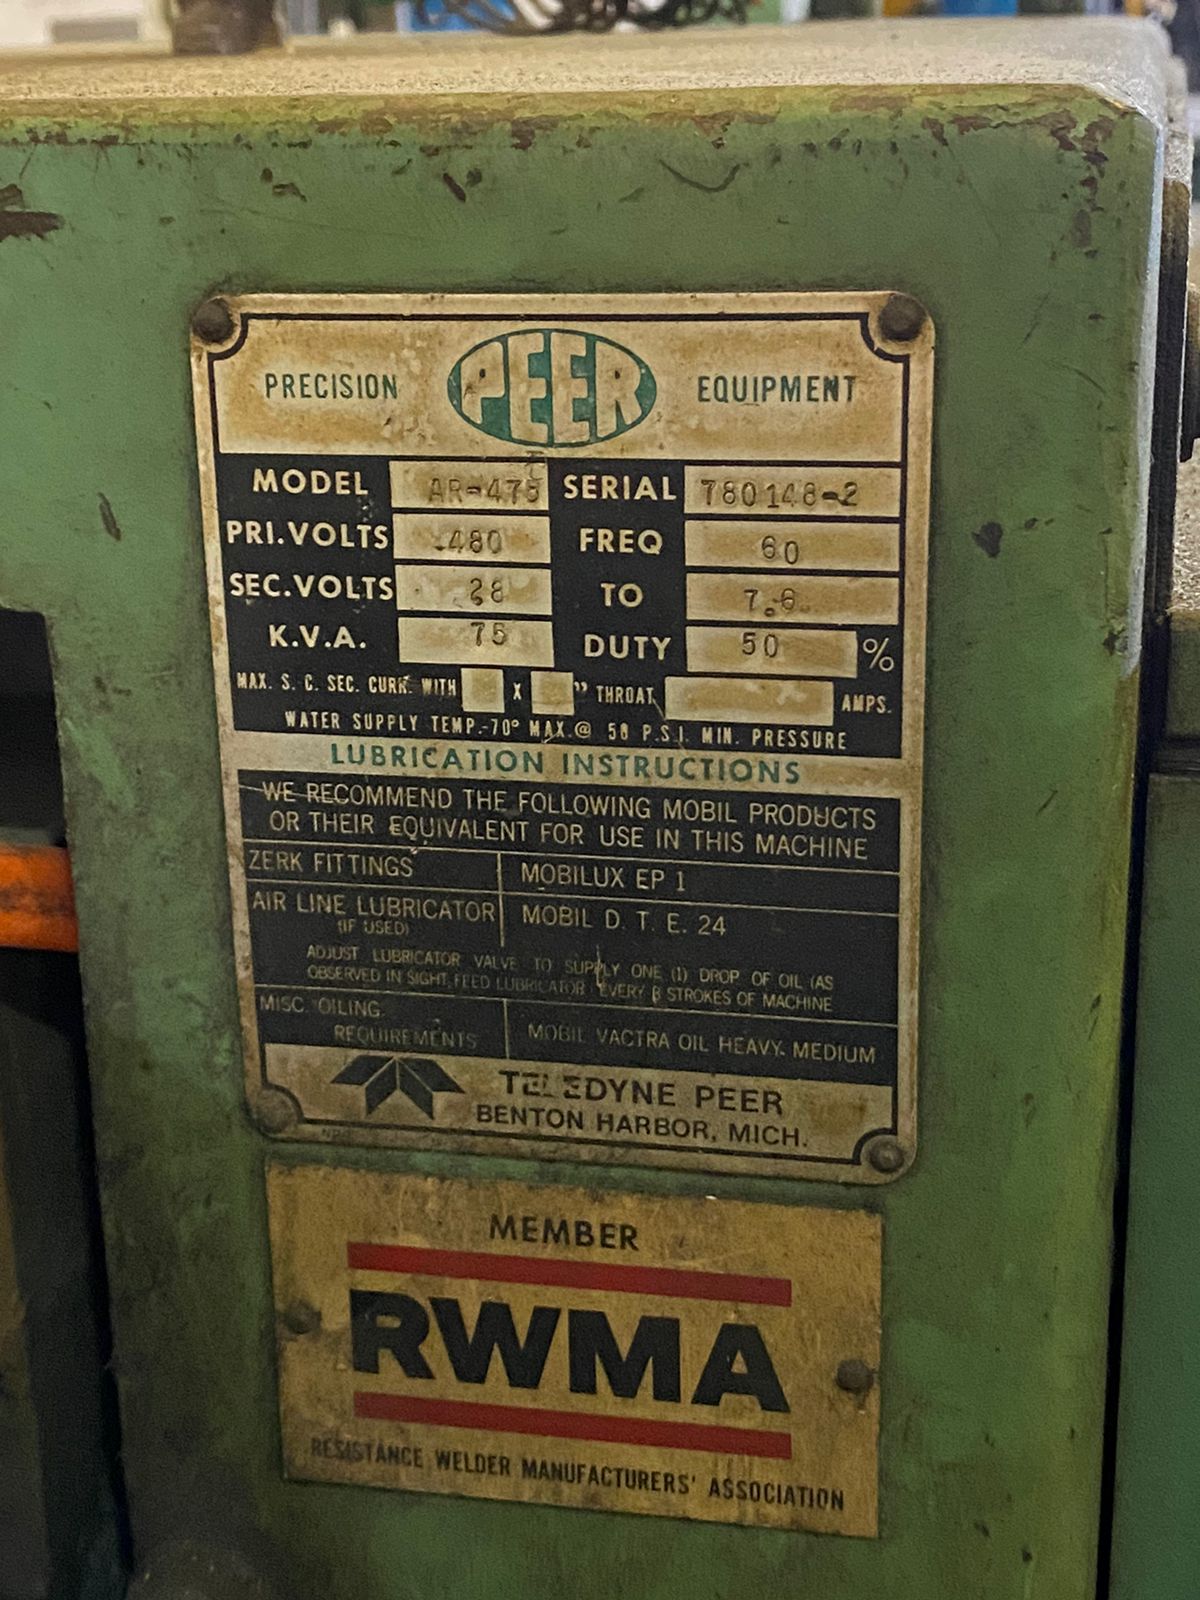 PRECISION PEER EQUIPMENT
MODEL AR-475 SERIAL 780148-2
PRI.VOLTS 480 FREQ 60
SEC.VOLTS 28 TO 7.6
K.V.A. 75 DUTY 50 %
MAX. S. C. SEC. CURR. WITH X " THROAT AMPS.
WATER SUPPLY TEMP.-70° MAX.@ 50 P.S.I. MIN. PRESSURE
LUBRICATION INSTRUCTIONS
WE RECOMMEND THE FOLLOWING MOBIL PRODUCTS
OR THEIR EQUIVALENT FOR USE IN THIS MACHINE
ZERK FITTINGS MOBILUX EP 1
AIR LINE LUBRICATOR MOBIL D. T. E. 24
(IF USED)
ADJUST LUBRICATOR VALVE TO SUPPLY ONE (1) DROP OF OIL (AS
OBSERVED IN SIGHT FEED LUBRICATOR) EVERY 8 STROKES OF MACHINE
MISC. OILING
REQUIREMENTS MOBIL VACTRA OIL HEAVY MEDIUM
TELEDYNE PEER
BENTON HARBOR, MICH.
MEMBER
RWMA
RESISTANCE WELDER MANUFACTURERS' ASSOCIATION